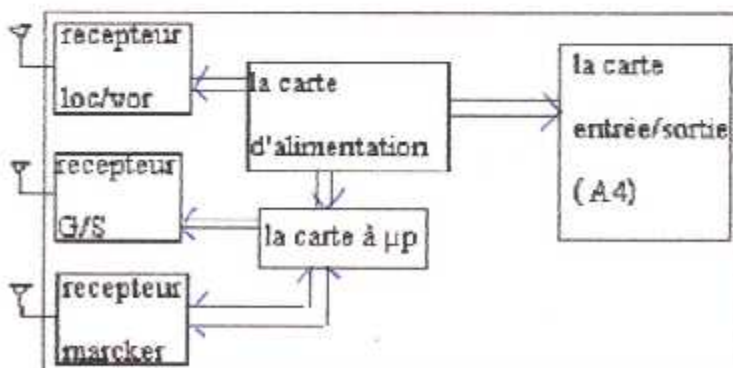 recepteur
loc/vor
la carte
d'alimentation
la carte
entrée/sortie
( A4)
recepteur
G/S
la carte à µp
recepteur
marcker